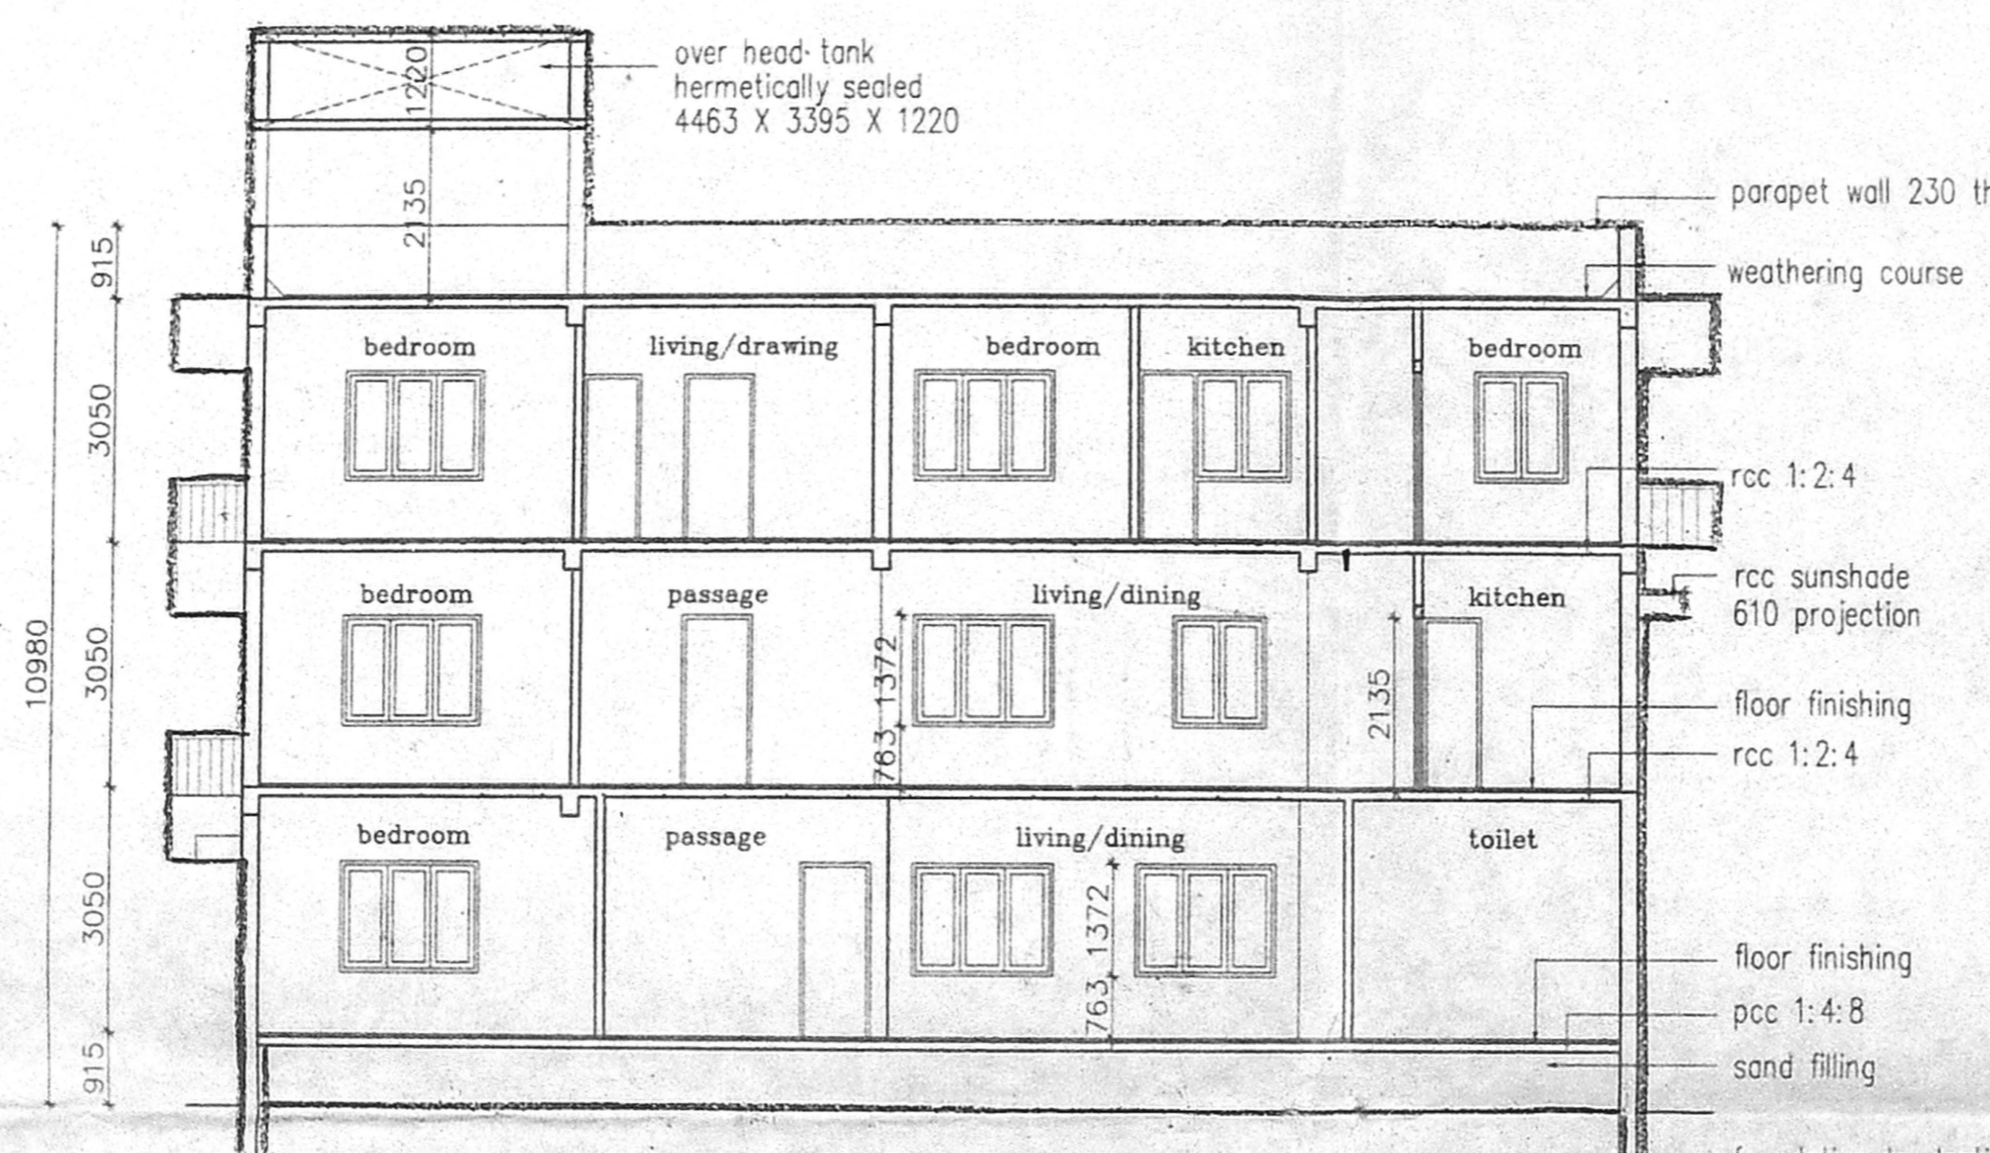 over head tank
hermetically sealed
4463 X 3395 X 1220
1220
2135
parapet wall 230
weathering course
915
bedroom
living/drawing
bedroom
kitchen
bedroom
3050
rcc 1:2:4
bedroom
passage
living/dining
kitchen
rcc sunshade
610 projection
10980
3050
1372
763
2135
floor finishing
rcc 1:2:4
bedroom
passage
living/dining
toilet
3050
1372
763
floor finishing
pcc 1:4:8
915
sand filling